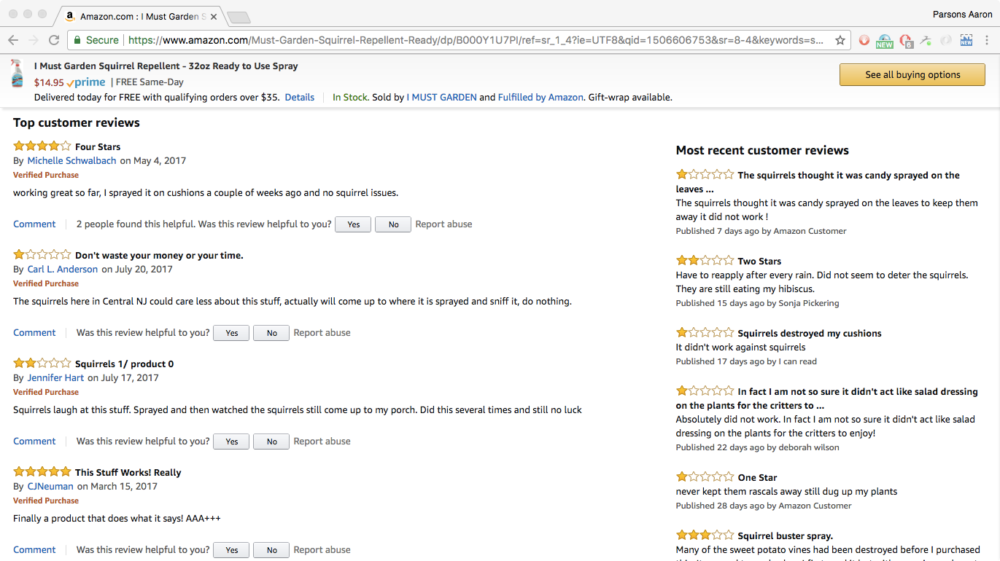 Amazon.com : I Must Garden S
Parsons Aaron
Secure https://www.amazon.com/Must-Garden-Squirrel-Repellent-Ready/dp/B000Y1U7PI/ref=sr_1_4?ie=UTF8&qid=1506606753&sr=8-4&keywords=s...
NEW
6
NEW
I Must Garden Squirrel Repellent - 32oz Ready to Use Spray
$14.95 prime | FREE Same-Day
Delivered today for FREE with qualifying orders over $35. Details In Stock. Sold by I MUST GARDEN and Fulfilled by Amazon. Gift-wrap available.
See all buying options
Top customer reviews
Four Stars
By Michelle Schwalbach on May 4, 2017
Verified Purchase
working great so far, I sprayed it on cushions a couple of weeks ago and no squirrel issues.
Comment 2 people found this helpful. Was this review helpful to you? Yes No Report abuse
Don't waste your money or your time.
By Carl L. Anderson on July 20, 2017
Verified Purchase
The squirrels here in Central NJ could care less about this stuff, actually will come up to where it is sprayed and sniff it, do nothing.
Comment Was this review helpful to you? Yes No Report abuse
Squirrels 1/ product 0
By Jennifer Hart on July 17, 2017
Verified Purchase
Squirrels laugh at this stuff. Sprayed and then watched the squirrels still come up to my porch. Did this several times and still no luck
Comment Was this review helpful to you? Yes No Report abuse
This Stuff Works! Really
By CJNeuman on March 15, 2017
Verified Purchase
Finally a product that does what it says! AAA+++
Comment Was this review helpful to you? Yes No Report abuse
Most recent customer reviews
The squirrels thought it was candy sprayed on the
leaves ...
The squirrels thought it was candy sprayed on the leaves to keep them
away it did not work !
Published 7 days ago by Amazon Customer
Two Stars
Have to reapply after every rain. Did not seem to deter the squirrels.
They are still eating my hibiscus.
Published 15 days ago by Sonja Pickering
Squirrels destroyed my cushions
It didn't work against squirrels
Published 17 days ago by I can read
In fact I am not so sure it didn't act like salad dressing
on the plants for the critters to ...
Absolutely did not work. In fact I am not so sure it didn't act like salad
dressing on the plants for the critters to enjoy!
Published 22 days ago by deborah wilson
One Star
never kept them rascals away still dug up my plants
Published 28 days ago by Amazon Customer
Squirrel buster spray.
Many of the sweet potato vines had been destroyed before I purchased